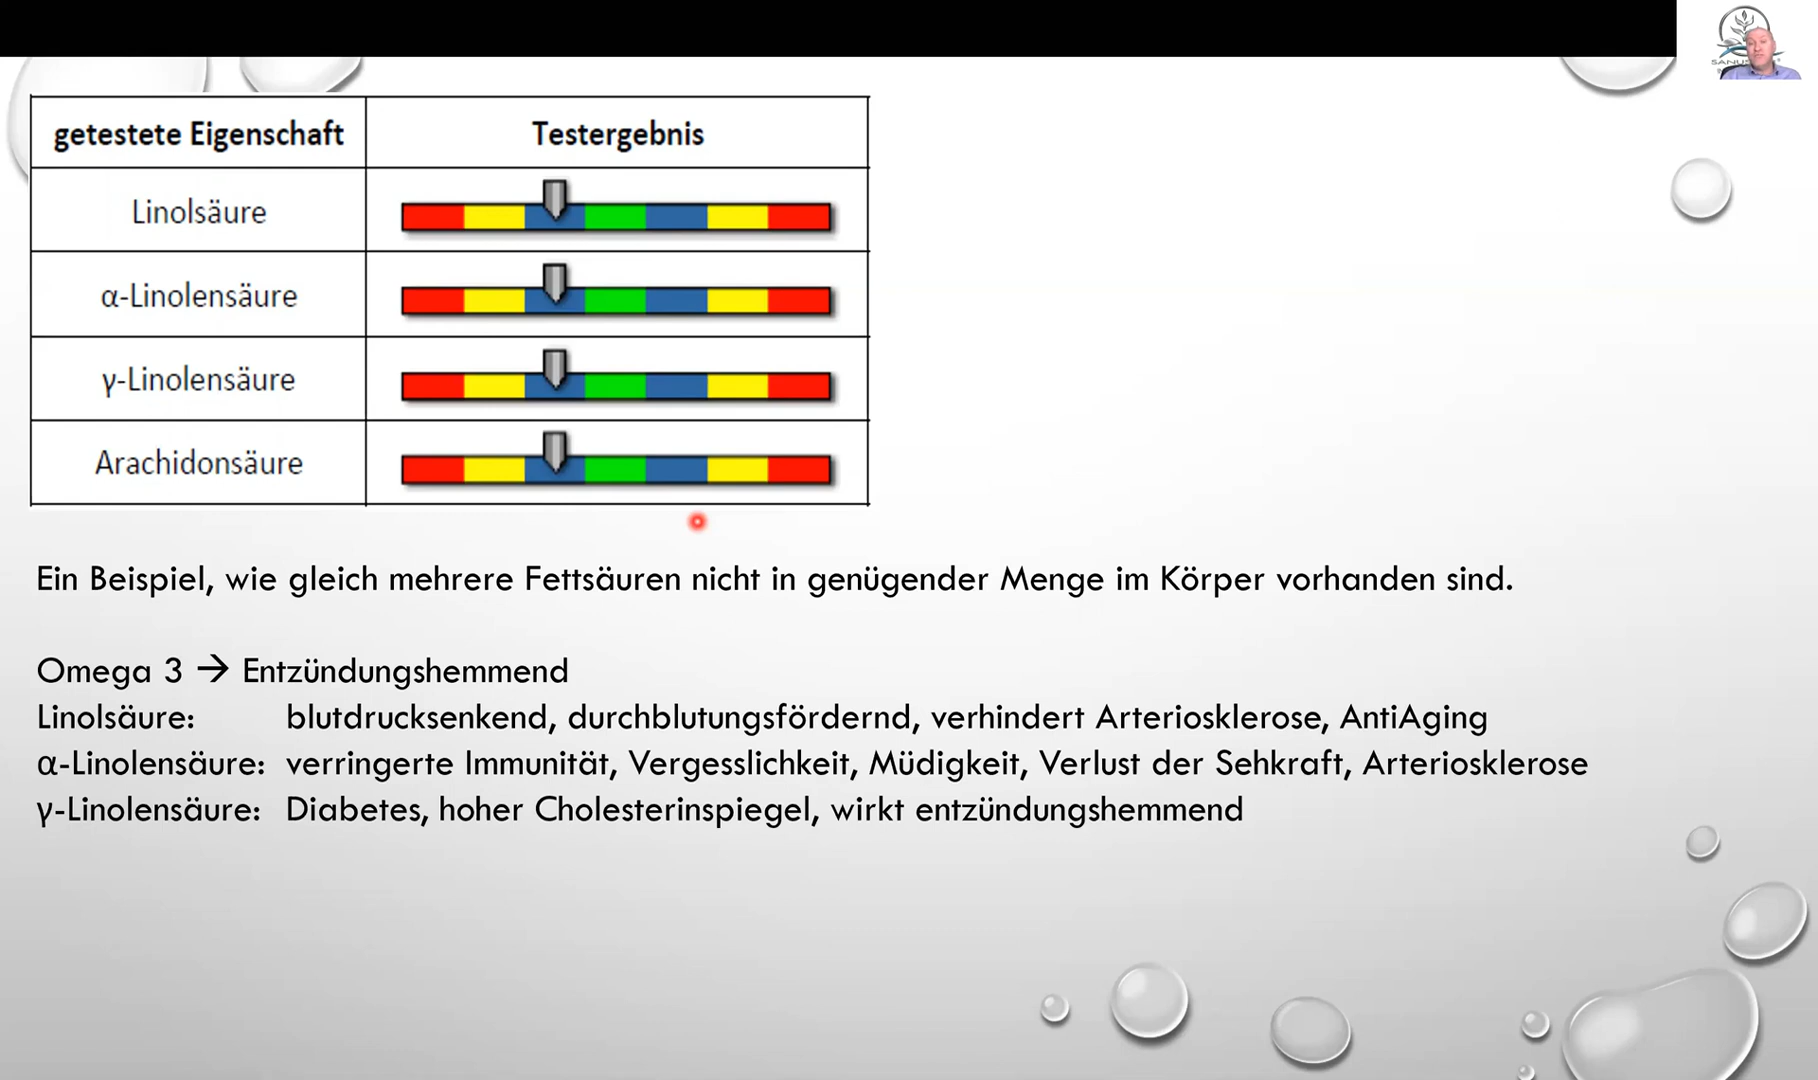 getestete Eigenschaft Testergebnis
Linolsäure
α-Linolensäure
γ-Linolensäure
Arachidonsäure
Ein Beispiel, wie gleich mehrere Fettsäuren nicht in genügender Menge im Körper vorhanden sind.
Omega 3 → Entzündungshemmend
Linolsäure: blutdrucksenkend, durchblutungsfördernd, verhindert Arteriosklerose, AntiAging
α-Linolensäure: verringerte Immunität, Vergesslichkeit, Müdigkeit, Verlust der Sehkraft, Arteriosklerose
γ-Linolensäure: Diabetes, hoher Cholesterinspiegel, wirkt entzündungshemmend